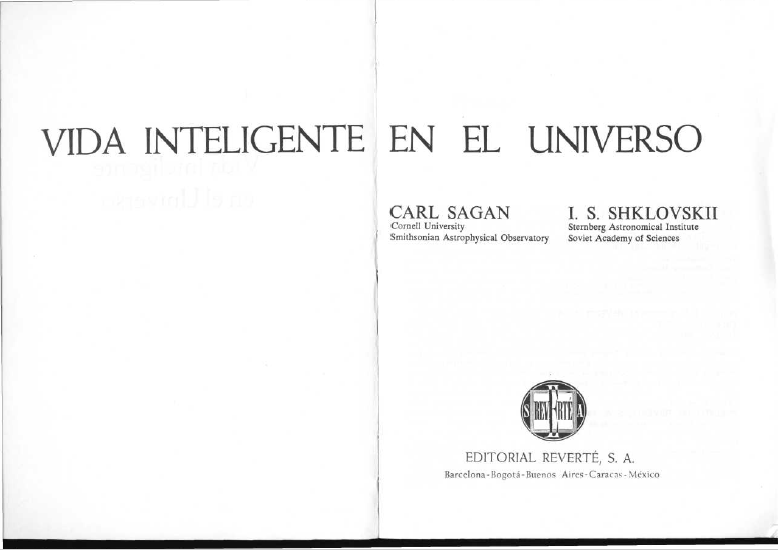 VIDA INTELIGENTE EN EL UNIVERSO
CARL SAGAN
Cornell University
Smithsonian Astrophysical Observatory
I. S. SHKLOVSKII
Sternberg Astronomical Institute
Soviet Academy of Sciences
S REVERTÉ A
EDITORIAL REVERTÉ, S. A.
Barcelona-Bogotá-Buenos Aires-Caracas-México